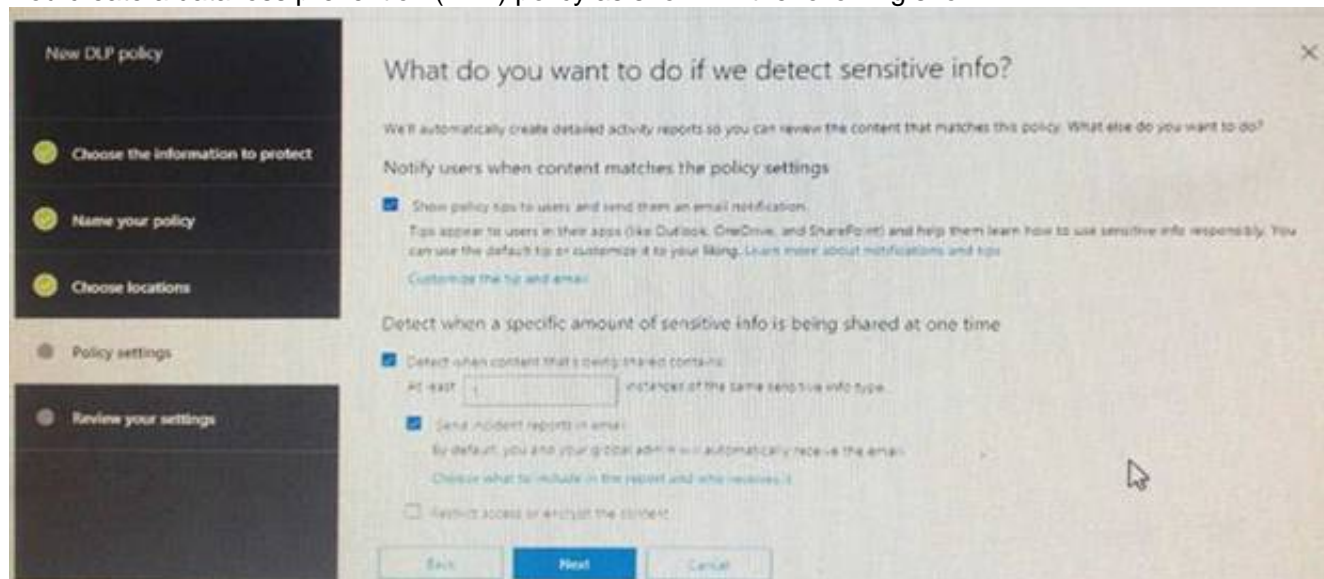 New DLP policy
What do you want to do if we detect sensitive info?
We'll automatically create detailed activity reports so you can review the content that matches this policy. What else do you want to do?
Choose the information to protect
Notify users when content matches the policy settings
Name your policy
Show policy tips to users and send them an email notification.
Tips appear to users in their apps (like Outlook, OneDrive, and SharePoint) and help them learn how to use sensitive info responsibly. You
can use the default tip or customize it to your liking. Learn more about notifications and tips
Choose locations
Customize the tip and email
Detect when a specific amount of sensitive info is being shared at one time
Policy settings
Detect when content that's being shared contains:
At least 1 instances of the same sensitive info type.
Review your settings
Send incident reports in email
By default, you and your global admin will automatically receive the email.
Choose what to include in the report and who receives it
Restrict access or encrypt the content
Back
Next
Cancel